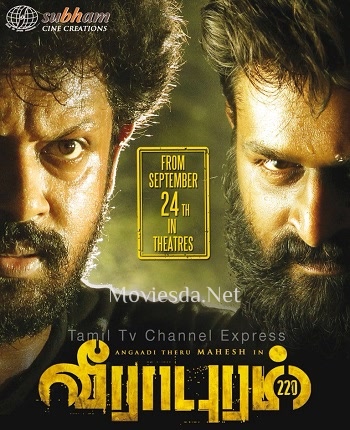 subham
CINE CREATIONS
FROM
SEPTEMBER
24TH
IN
THEATRES
Moviesda.Net
Tamil Tv Channel Express
ANGAADI THERU MAHESH IN
வீராபுரம்
220